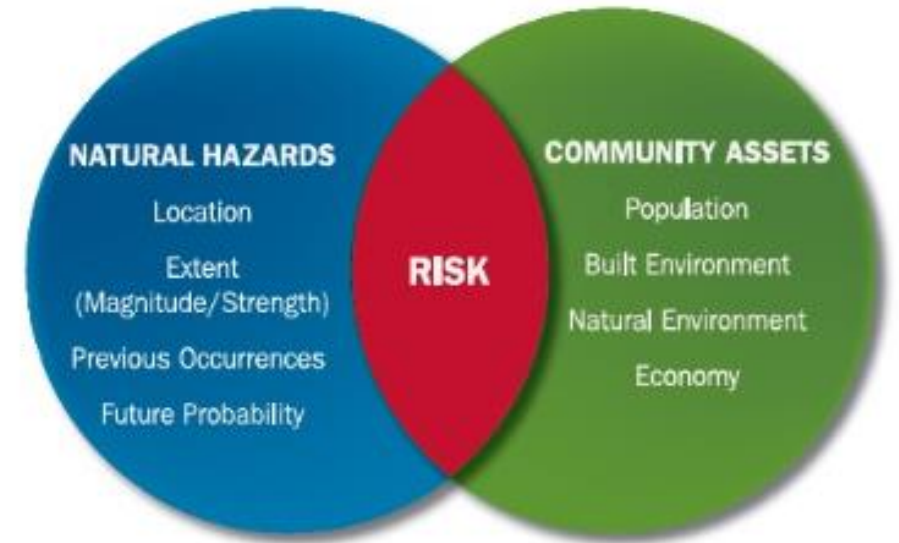 NATURAL HAZARDS
Location
Extent
(Magnitude/Strength)
Previous Occurrences
Future Probability
RISK
COMMUNITY ASSETS
Population
Built Environment
Natural Environment
Economy